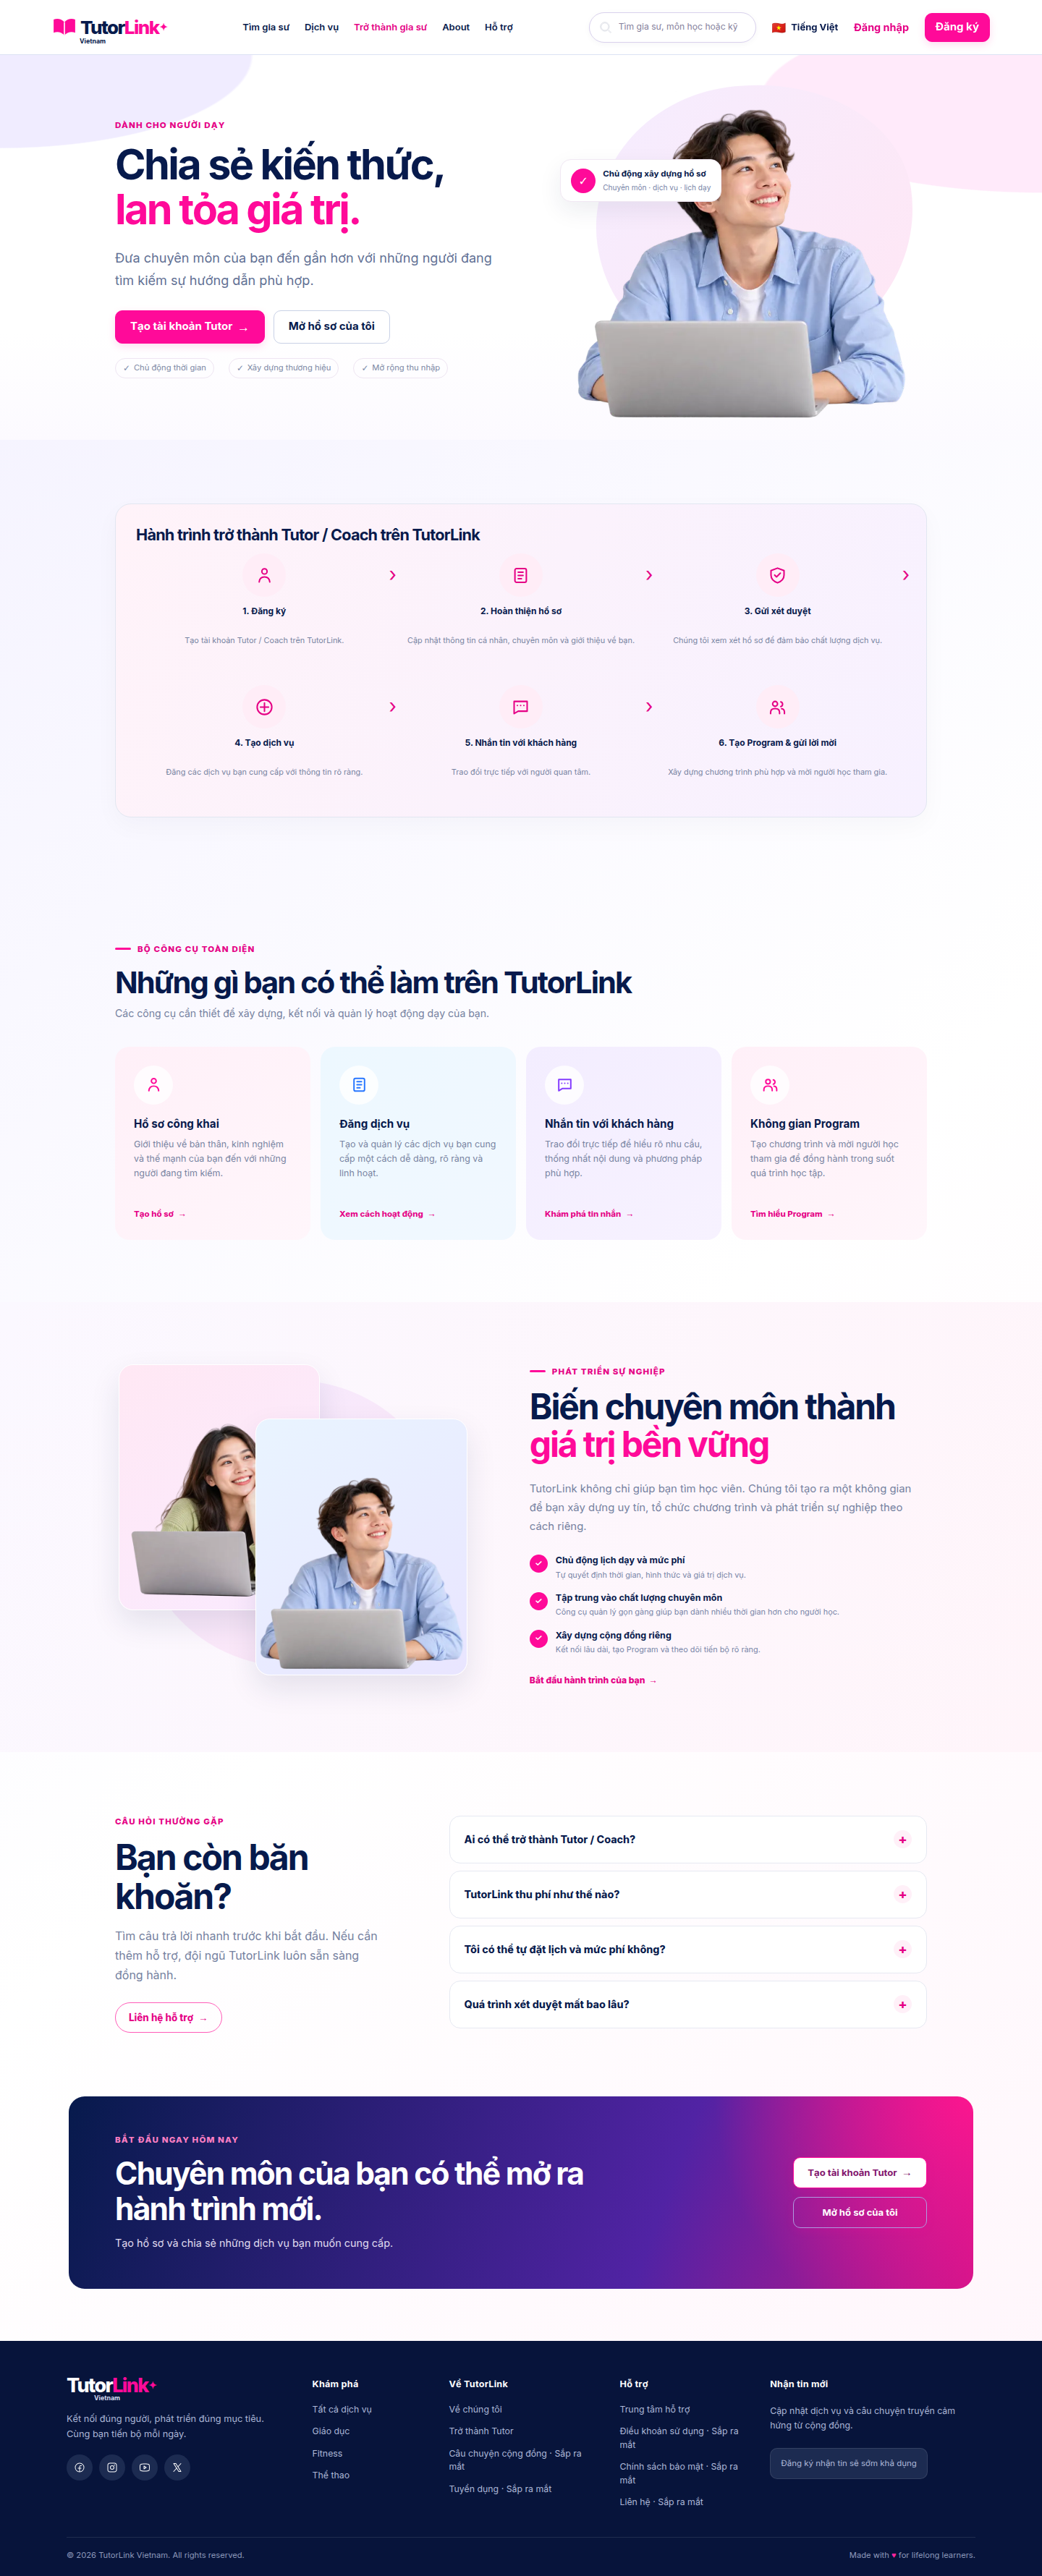 TutorLink
Vietnam
Tìm gia sư
Dịch vụ
Trở thành gia sư
About
Hỗ trợ
Tìm gia sư, môn học hoặc kỹ
Tiếng Việt
Đăng nhập
Đăng ký
DÀNH CHO NGƯỜI DẠY
Chia sẻ kiến thức,
lan tỏa giá trị.
Đưa chuyên môn của bạn đến gần hơn với những người đang
tìm kiếm sự hướng dẫn phù hợp.
Tạo tài khoản Tutor →
Mở hồ sơ của tôi
✓ Chủ động thời gian
✓ Xây dựng thương hiệu
✓ Mở rộng thu nhập
✓ Chủ động xây dựng hồ sơ
Chuyên môn · dịch vụ · lịch dạy
Hành trình trở thành Tutor / Coach trên TutorLink
1. Đăng ký
Tạo tài khoản Tutor / Coach trên TutorLink.
2. Hoàn thiện hồ sơ
Cập nhật thông tin cá nhân, chuyên môn và giới thiệu về bạn.
3. Gửi xét duyệt
Chúng tôi xem xét hồ sơ để đảm bảo chất lượng dịch vụ.
4. Tạo dịch vụ
Đăng các dịch vụ bạn cung cấp với thông tin rõ ràng.
5. Nhắn tin với khách hàng
Trao đổi trực tiếp với người quan tâm.
6. Tạo Program & gửi lời mời
Xây dựng chương trình phù hợp và mời người học tham gia.
BỘ CÔNG CỤ TOÀN DIỆN
Những gì bạn có thể làm trên TutorLink
Các công cụ cần thiết để xây dựng, kết nối và quản lý hoạt động dạy của bạn.
Hồ sơ công khai
Giới thiệu về bản thân, kinh nghiệm
và thế mạnh của bạn đến với những
người đang tìm kiếm.
Tạo hồ sơ →
Đăng dịch vụ
Tạo và quản lý các dịch vụ bạn cung
cấp một cách dễ dàng, rõ ràng và
linh hoạt.
Xem cách hoạt động →
Nhắn tin với khách hàng
Trao đổi trực tiếp để hiểu rõ nhu cầu,
thống nhất nội dung và phương pháp
phù hợp.
Khám phá tin nhắn →
Không gian Program
Tạo chương trình và mời người học
tham gia để đồng hành trong suốt
quá trình học tập.
Tìm hiểu Program →
PHÁT TRIỂN SỰ NGHIỆP
Biến chuyên môn thành
giá trị bền vững
TutorLink không chỉ giúp bạn tìm học viên. Chúng tôi tạo ra một không gian
để bạn xây dựng uy tín, tổ chức chương trình và phát triển sự nghiệp theo
cách riêng.
Chủ động lịch dạy và mức phí
Tự quyết định thời gian, hình thức và giá trị dịch vụ.
Tập trung vào chất lượng chuyên môn
Công cụ quản lý gọn gàng giúp bạn dành nhiều thời gian hơn cho người học.
Xây dựng cộng đồng riêng
Kết nối lâu dài, tạo Program và theo dõi tiến bộ rõ ràng.
Bắt đầu hành trình của bạn →
CÂU HỎI THƯỜNG GẶP
Bạn còn băn
khoăn?
Tìm câu trả lời nhanh trước khi bắt đầu. Nếu cần
thêm hỗ trợ, đội ngũ TutorLink luôn sẵn sàng
đồng hành.
Liên hệ hỗ trợ →
Ai có thể trở thành Tutor / Coach? +
TutorLink thu phí như thế nào? +
Tôi có thể tự đặt lịch và mức phí không? +
Quá trình xét duyệt mất bao lâu? +
BẮT ĐẦU NGAY HÔM NAY
Chuyên môn của bạn có thể mở ra
hành trình mới.
Tạo hồ sơ và chia sẻ những dịch vụ bạn muốn cung cấp.
Tạo tài khoản Tutor →
Mở hồ sơ của tôi
TutorLink
Vietnam
Kết nối đúng người, phát triển đúng mục tiêu.
Cùng bạn tiến bộ mỗi ngày.
Khám phá
Tất cả dịch vụ
Giáo dục
Fitness
Thể thao
Về TutorLink
Về chúng tôi
Trở thành Tutor
Câu chuyện cộng đồng · Sắp ra
mắt
Tuyển dụng · Sắp ra mắt
Hỗ trợ
Trung tâm hỗ trợ
Điều khoản sử dụng · Sắp ra
mắt
Chính sách bảo mật · Sắp ra
mắt
Liên hệ · Sắp ra mắt
Nhận tin mới
Cập nhật dịch vụ và câu chuyện truyền cảm
hứng từ cộng đồng.
Đăng ký nhận tin sẽ sớm khả dụng
© 2026 TutorLink Vietnam. All rights reserved.
Made with ♥ for lifelong learners.